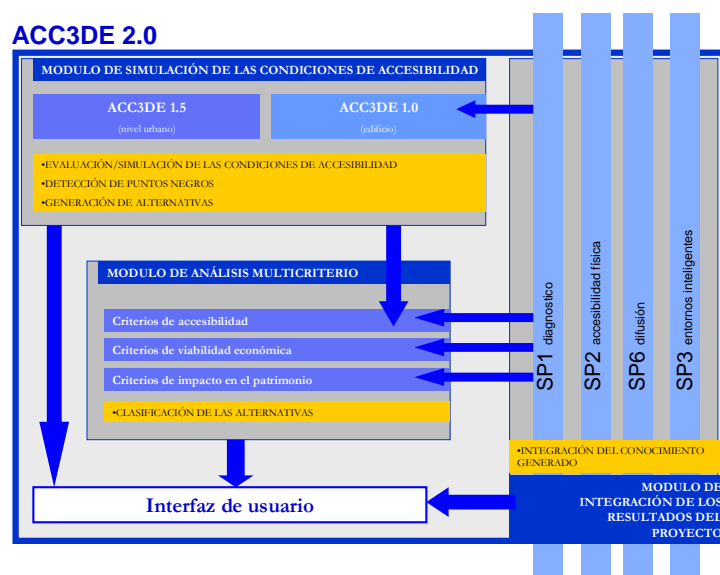 ACC3DE 2.0
MODULO DE SIMULACIÓN DE LAS CONDICIONES DE ACCESIBILIDAD
ACC3DE 1.5
(nivel urbano)
ACC3DE 1.0
(edificio)
•EVALUACIÓN/SIMULACIÓN DE LAS CONDICIONES DE ACCESIBILIDAD
•DETECCIÓN DE PUNTOS NEGROS
•GENERACIÓN DE ALTERNATIVAS
MODULO DE ANÁLISIS MULTICRITERIO
Criterios de accesibilidad
Criterios de viabilidad económica
Criterios de impacto en el patrimonio
•CLASIFICACIÓN DE LAS ALTERNATIVAS
Interfaz de usuario
SP1 diagnostico
SP2 accesibilidad física
SP6 difusión
SP3 entornos inteligentes
•INTEGRACIÓN DEL CONOCIMIENTO
GENERADO
MODULO DE
INTEGRACIÓN DE LOS
RESULTADOS DEL
PROYECTO